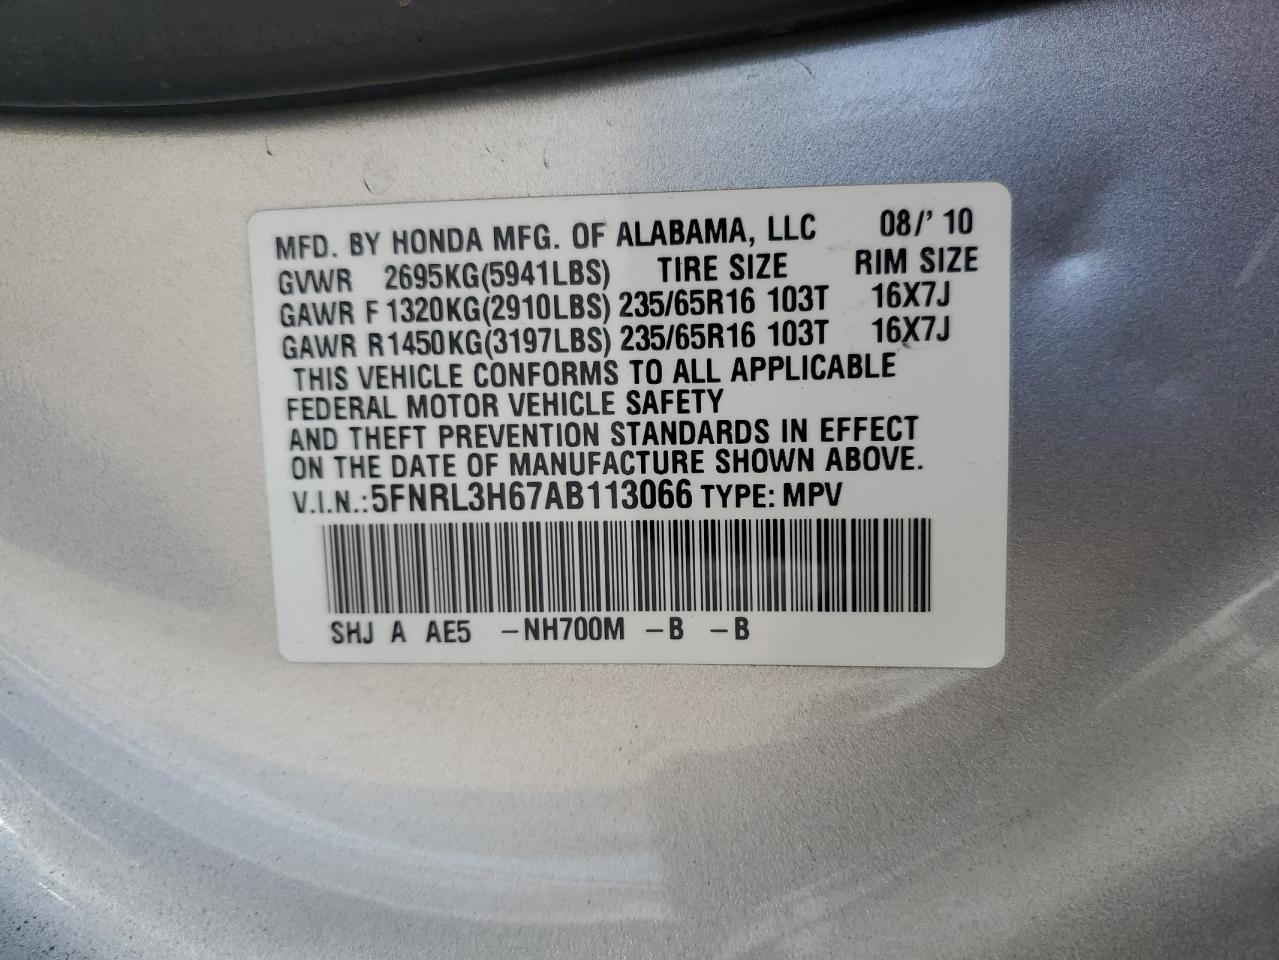 MFD. BY HONDA MFG. OF ALABAMA, LLC 08/' 10
GVWR 2695KG(5941LBS) TIRE SIZE RIM SIZE
GAWR F 1320KG(2910LBS) 235/65R16 103T 16X7J
GAWR R1450KG(3197LBS) 235/65R16 103T 16X7J
THIS VEHICLE CONFORMS TO ALL APPLICABLE
FEDERAL MOTOR VEHICLE SAFETY
AND THEFT PREVENTION STANDARDS IN EFFECT
ON THE DATE OF MANUFACTURE SHOWN ABOVE.
V.I.N.: 5FNRL3H67AB113066 TYPE: MPV
SHJ A AE5 -NH700M -B -B